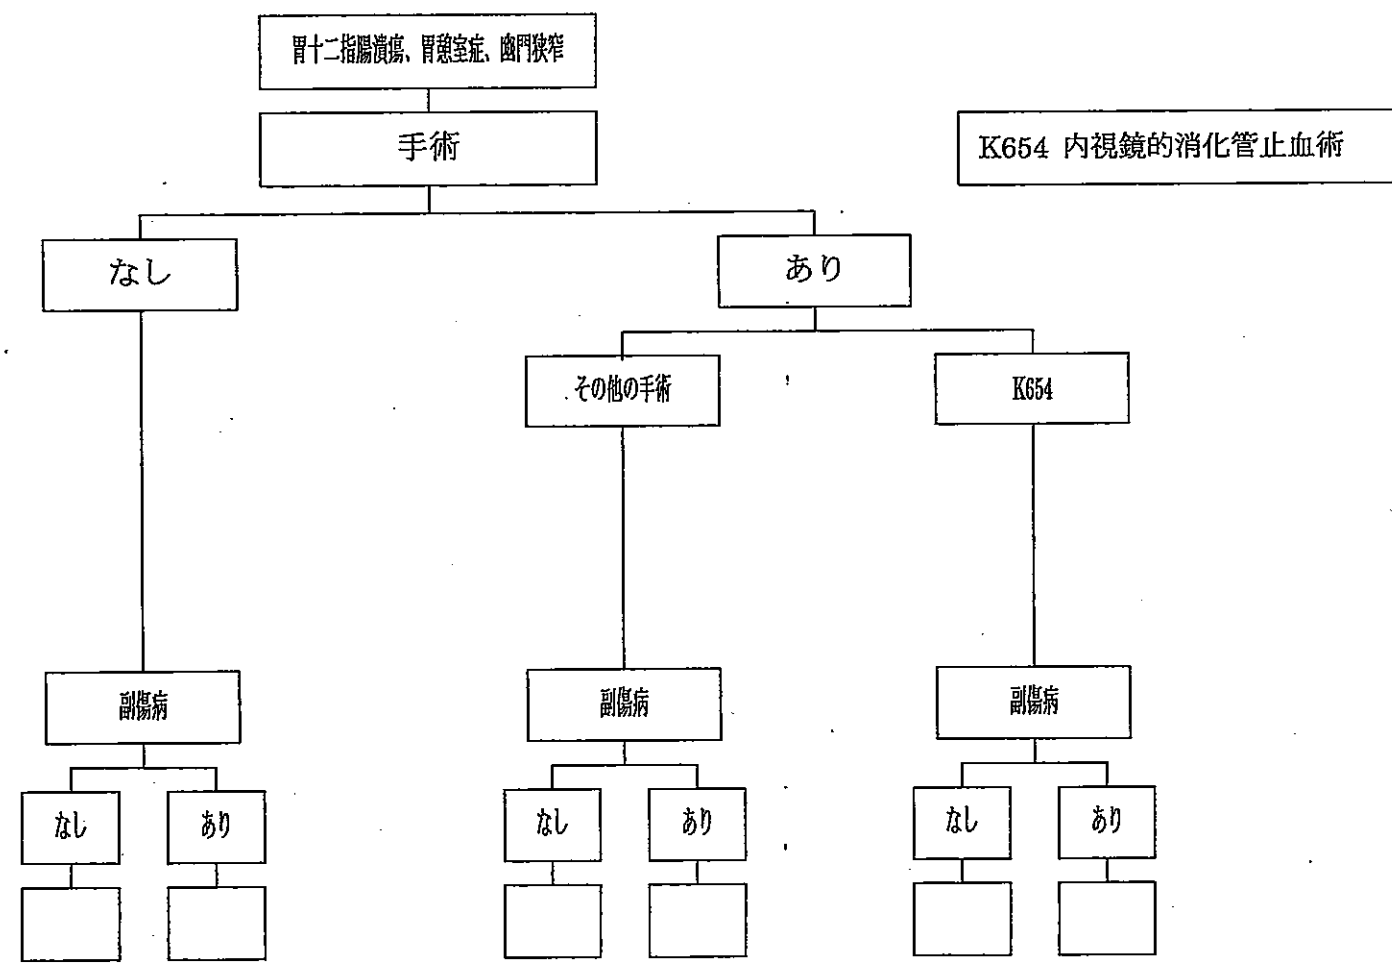 胃十二指腸潰瘍、胃憩室症、幽門狭窄
手術
K654 内視鏡的消化管止血術
なし
あり
その他の手術
K654
副傷病
副傷病
副傷病
なし
あり
なし
あり
なし
あり